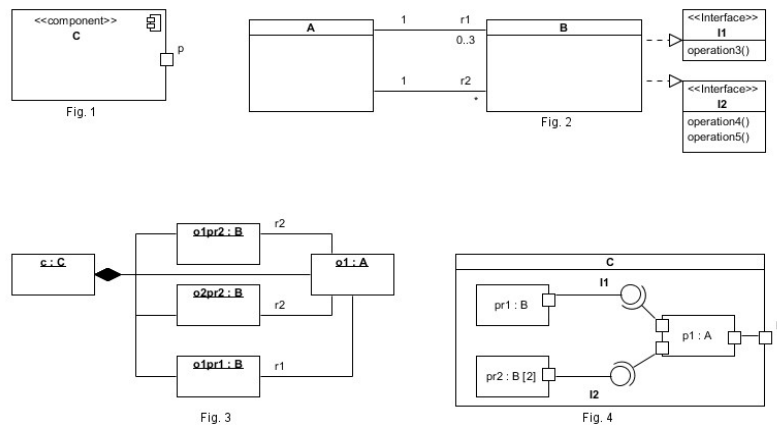 <<component>>
C
p
Fig. 1
A
1
r1
0..3
1
r2
*
B
Fig. 2
<<Interface>>
I1
operation3()
<<Interface>>
I2
operation4()
operation5()
c : C
o1pr2 : B
r2
o1 : A
o2pr2 : B
r2
o1pr1 : B
r1
Fig. 3
C
I1
pr1 : B
p1 : A
pr2 : B [2]
I2
Fig. 4